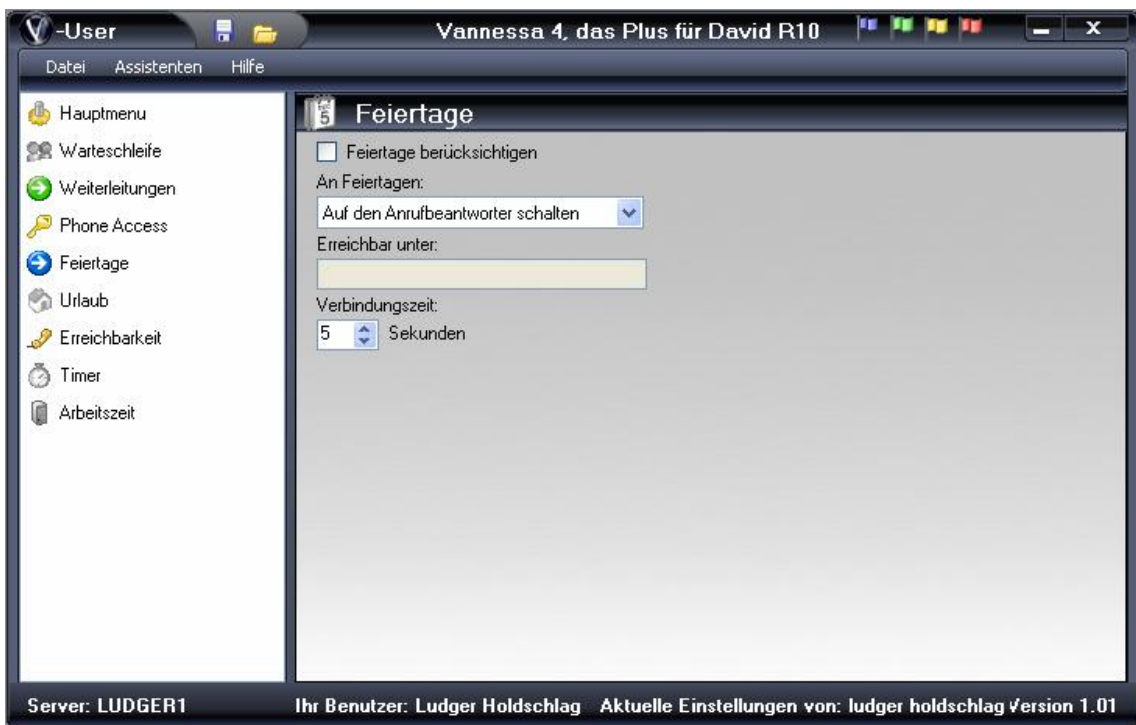 V-User
Vannessa 4, das Plus für David R10
Datei Assistenten Hilfe
Hauptmenu
Warteschleife
Weiterleitungen
Phone Access
Feiertage
Urlaub
Erreichbarkeit
Timer
Arbeitszeit
5 Feiertage
Feiertage berücksichtigen
An Feiertagen:
Auf den Anrufbeantworter schalten
Erreichbar unter:
Verbindungszeit:
5 Sekunden
Server: LUDGER1 Ihr Benutzer: Ludger Holdschlag Aktuelle Einstellungen von: ludger holdschlag Version 1.01